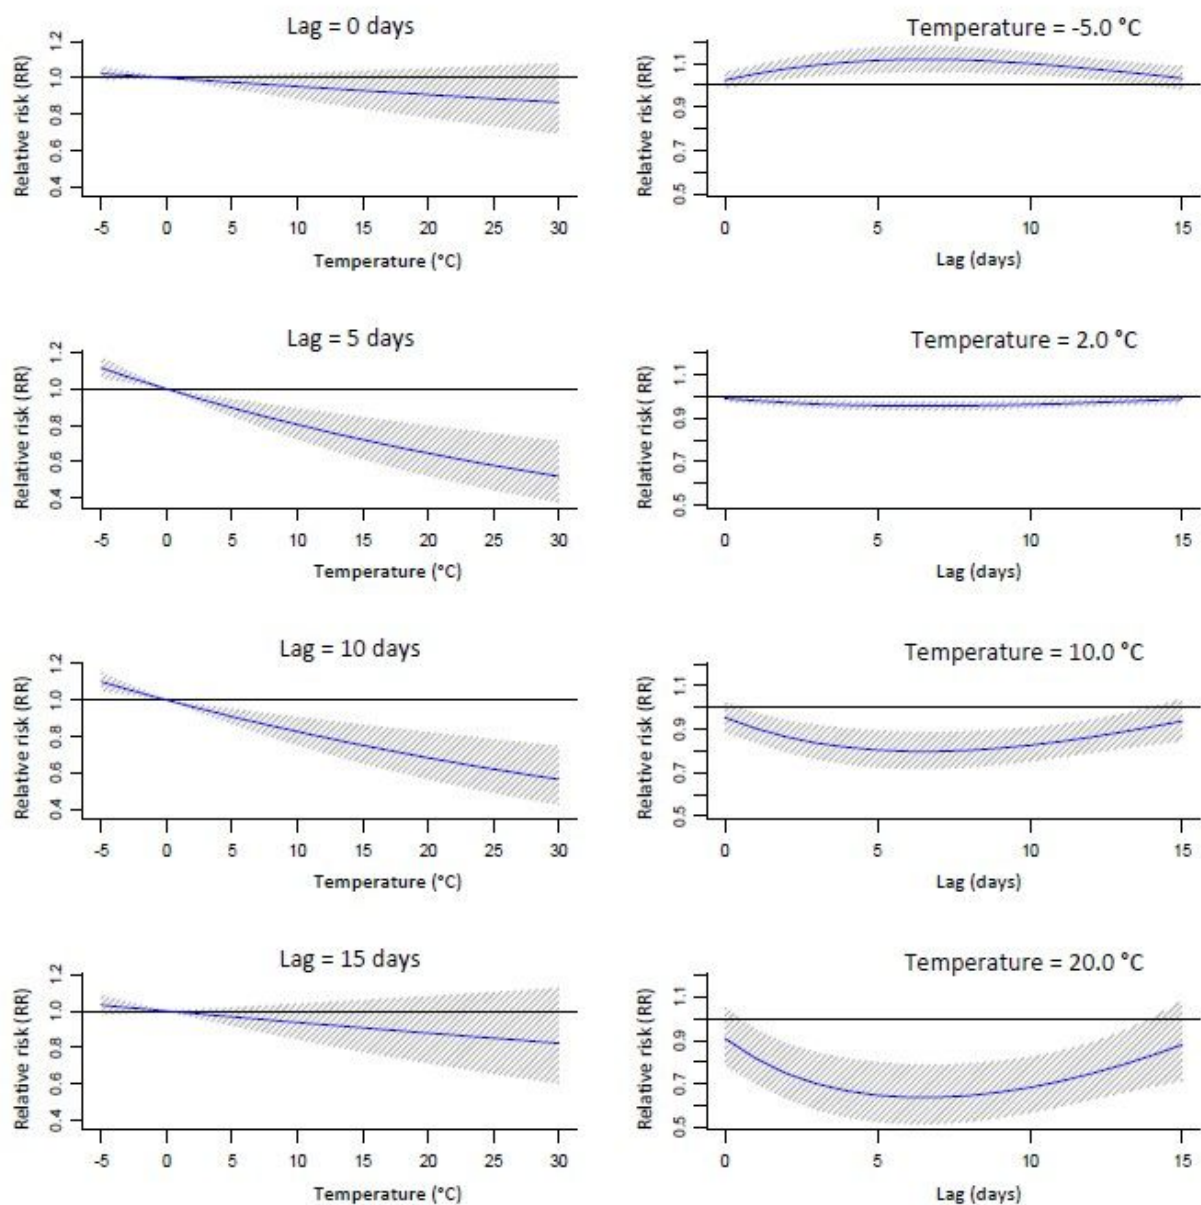 Lag = 0 days
Relative risk (RR)
0.4 0.6 0.8 1.0 1.2
-5 0 5 10 15 20 25 30
Temperature (°C)
Temperature = -5.0 °C
Relative risk (RR)
0.5 0.7 0.9 1.1
0 5 10 15
Lag (days)
Lag = 5 days
Relative risk (RR)
0.4 0.6 0.8 1.0 1.2
-5 0 5 10 15 20 25 30
Temperature (°C)
Temperature = 2.0 °C
Relative risk( RR)
0.5 0.7 0.9 1.1
0 5 10 15
Lag (days)
Lag = 10 days
Relative risk (RR)
0.4 0.6 0.8 1.0 1.2
-5 0 5 10 15 20 25 30
Temperature (°C)
Temperature = 10.0 °C
Relative risk (RR)
0.5 0.7 0.9 1.1
0 5 10 15
Lag (days)
Lag = 15 days
Relative risk (RR)
0.4 0.6 0.8 1.0 1.2
-5 0 5 10 15 20 25 30
Temperature (°C)
Temperature = 20.0 °C
Relative risk (RR)
0.5 0.7 0.9 1.1
0 5 10 15
Lag (days)